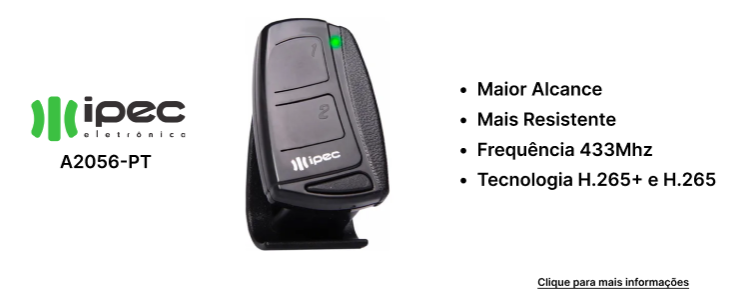 ipec
eletrônica
A2056-PT
1
2
ipec
Maior Alcance
Mais Resistente
Frequência 433Mhz
Tecnologia H.265+ e H.265
Clique para mais informações